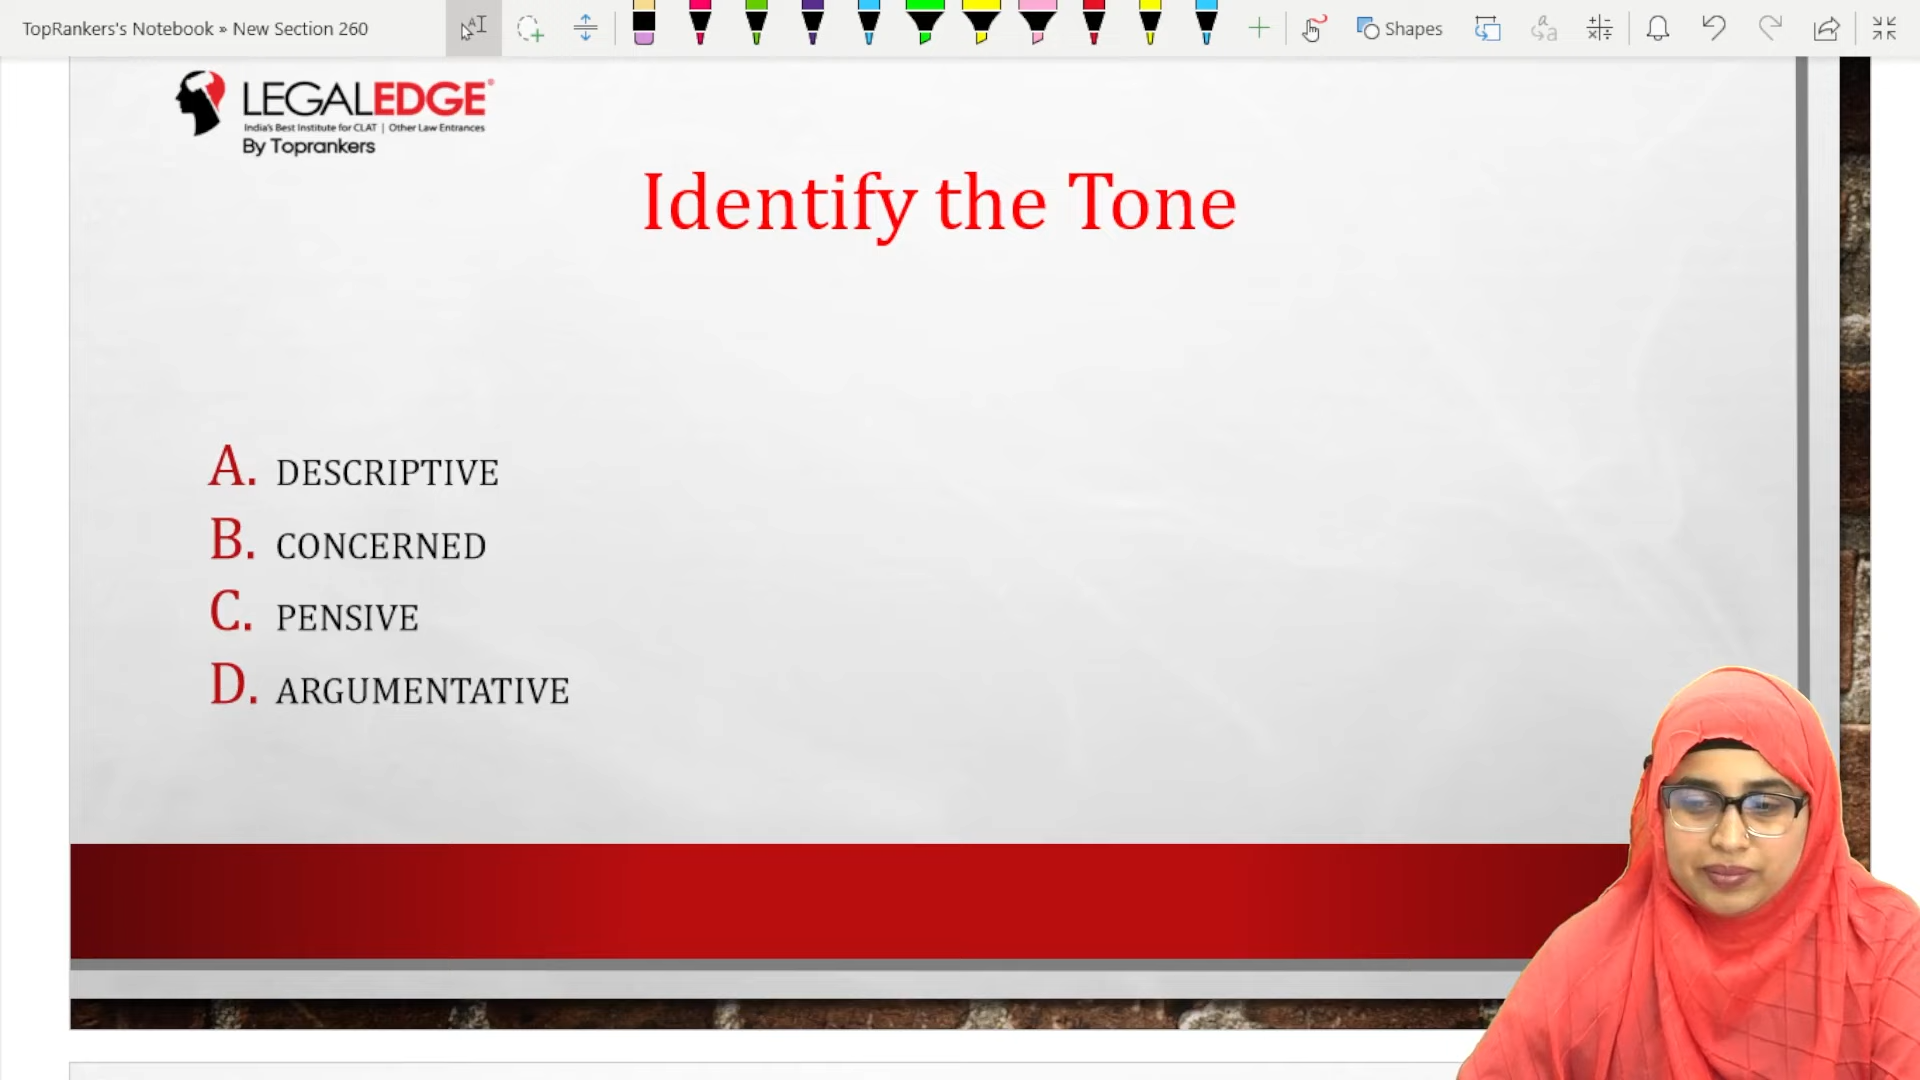 TopRankers's Notebook » New Section 260
Shapes
LEGALEDGE
India's Best Institute for CLAT | Other Law Entrances
By Toprankers
Identify the Tone
A. DESCRIPTIVE
B. CONCERNED
C. PENSIVE
D. ARGUMENTATIVE